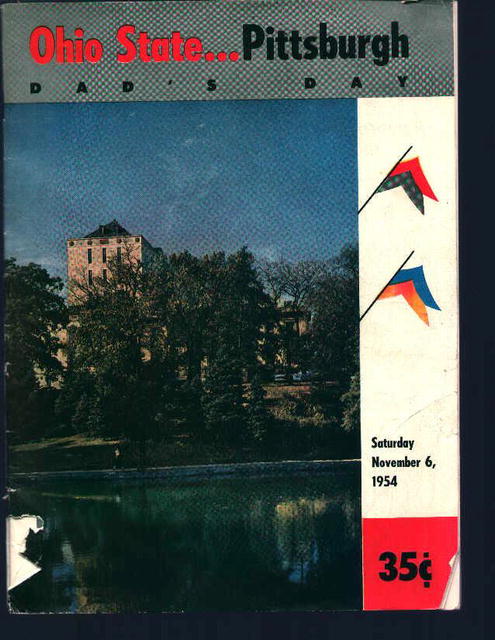 Ohio State...Pittsburgh
DAD'S DAY
Saturday
November 6,
1954
35¢